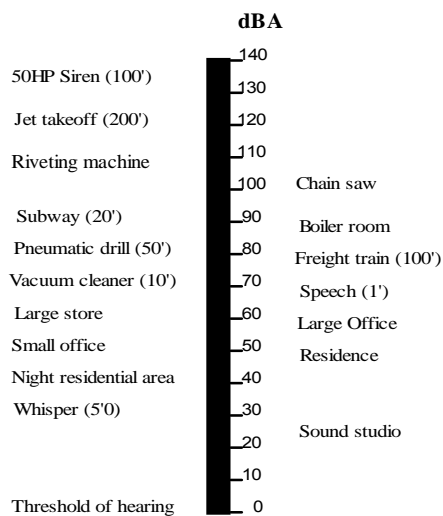 dBA
140
50HP Siren (100')
130
Jet takeoff (200')
120
110
Riveting machine
100
Chain saw
Subway (20')
90
Boiler room
Pneumatic drill (50')
80
Freight train (100')
Vacuum cleaner (10')
70
Speech (1')
Large store
60
Large Office
Small office
50
Residence
Night residential area
40
Whisper (5'0)
30
Sound studio
20
10
Threshold of hearing
0